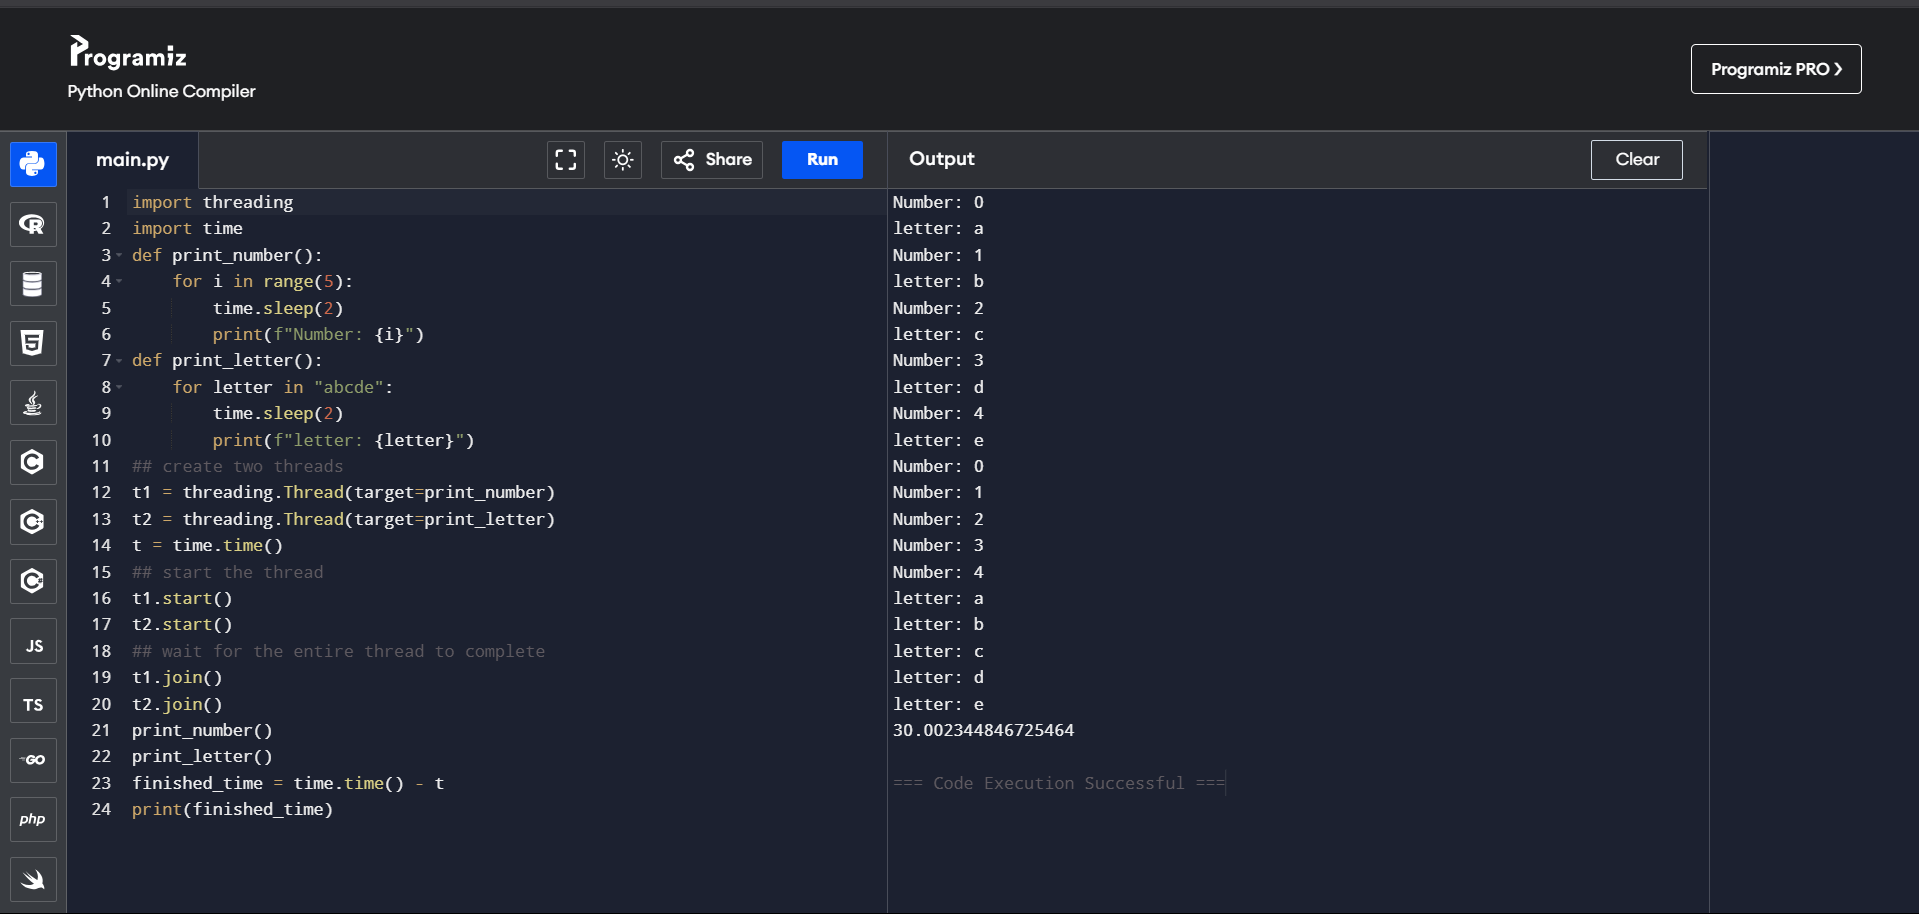 Programiz
Python Online Compiler
Programiz PRO ❯
main.py
Share
Run
Output
Clear
1 import threading
2 import time
3 def print_number():
4     for i in range(5):
5         time.sleep(2)
6         print(f"Number: {i}")
7 def print_letter():
8     for letter in "abcde":
9         time.sleep(2)
10         print(f"letter: {letter}")
11 ## create two threads
12 t1 = threading.Thread(target=print_number)
13 t2 = threading.Thread(target=print_letter)
14 t = time.time()
15 ## start the thread
16 t1.start()
17 t2.start()
18 ## wait for the entire thread to complete
19 t1.join()
20 t2.join()
21 print_number()
22 print_letter()
23 finished_time = time.time() - t
24 print(finished_time)
Number: 0
letter: a
Number: 1
letter: b
Number: 2
letter: c
Number: 3
letter: d
Number: 4
letter: e
Number: 0
Number: 1
Number: 2
Number: 3
Number: 4
letter: a
letter: b
letter: c
letter: d
letter: e
30.002344846725464
=== Code Execution Successful ===
R
5
C
C
C
JS
TS
GO
php